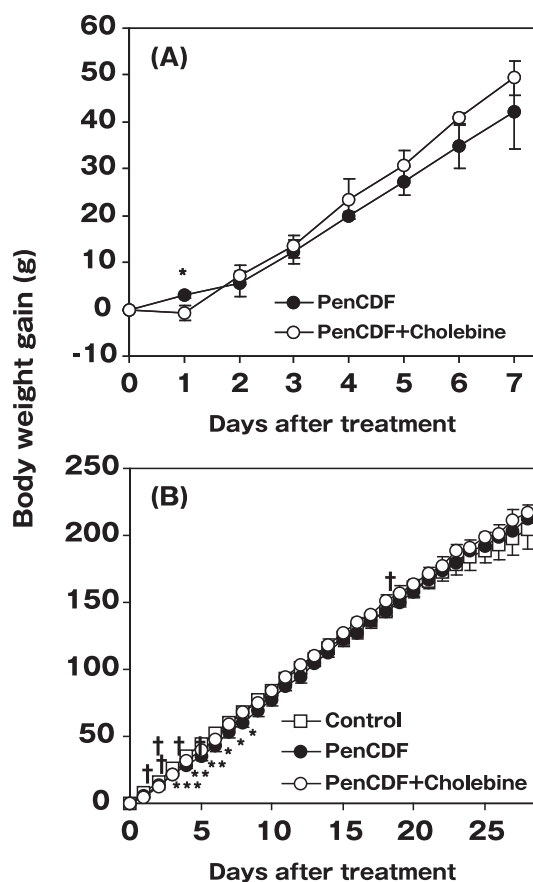 Body weight gain (g)
(A)
60
50
40
30
20
10
0
-10
*
PenCDF
PenCDF+Cholebine
0 1 2 3 4 5 6 7
Days after treatment
(B)
250
200
150
100
50
0
†
† † †
† †
* * * * * * * * *
Control
PenCDF
PenCDF+Cholebine
0 5 10 15 20 25
Days after treatment